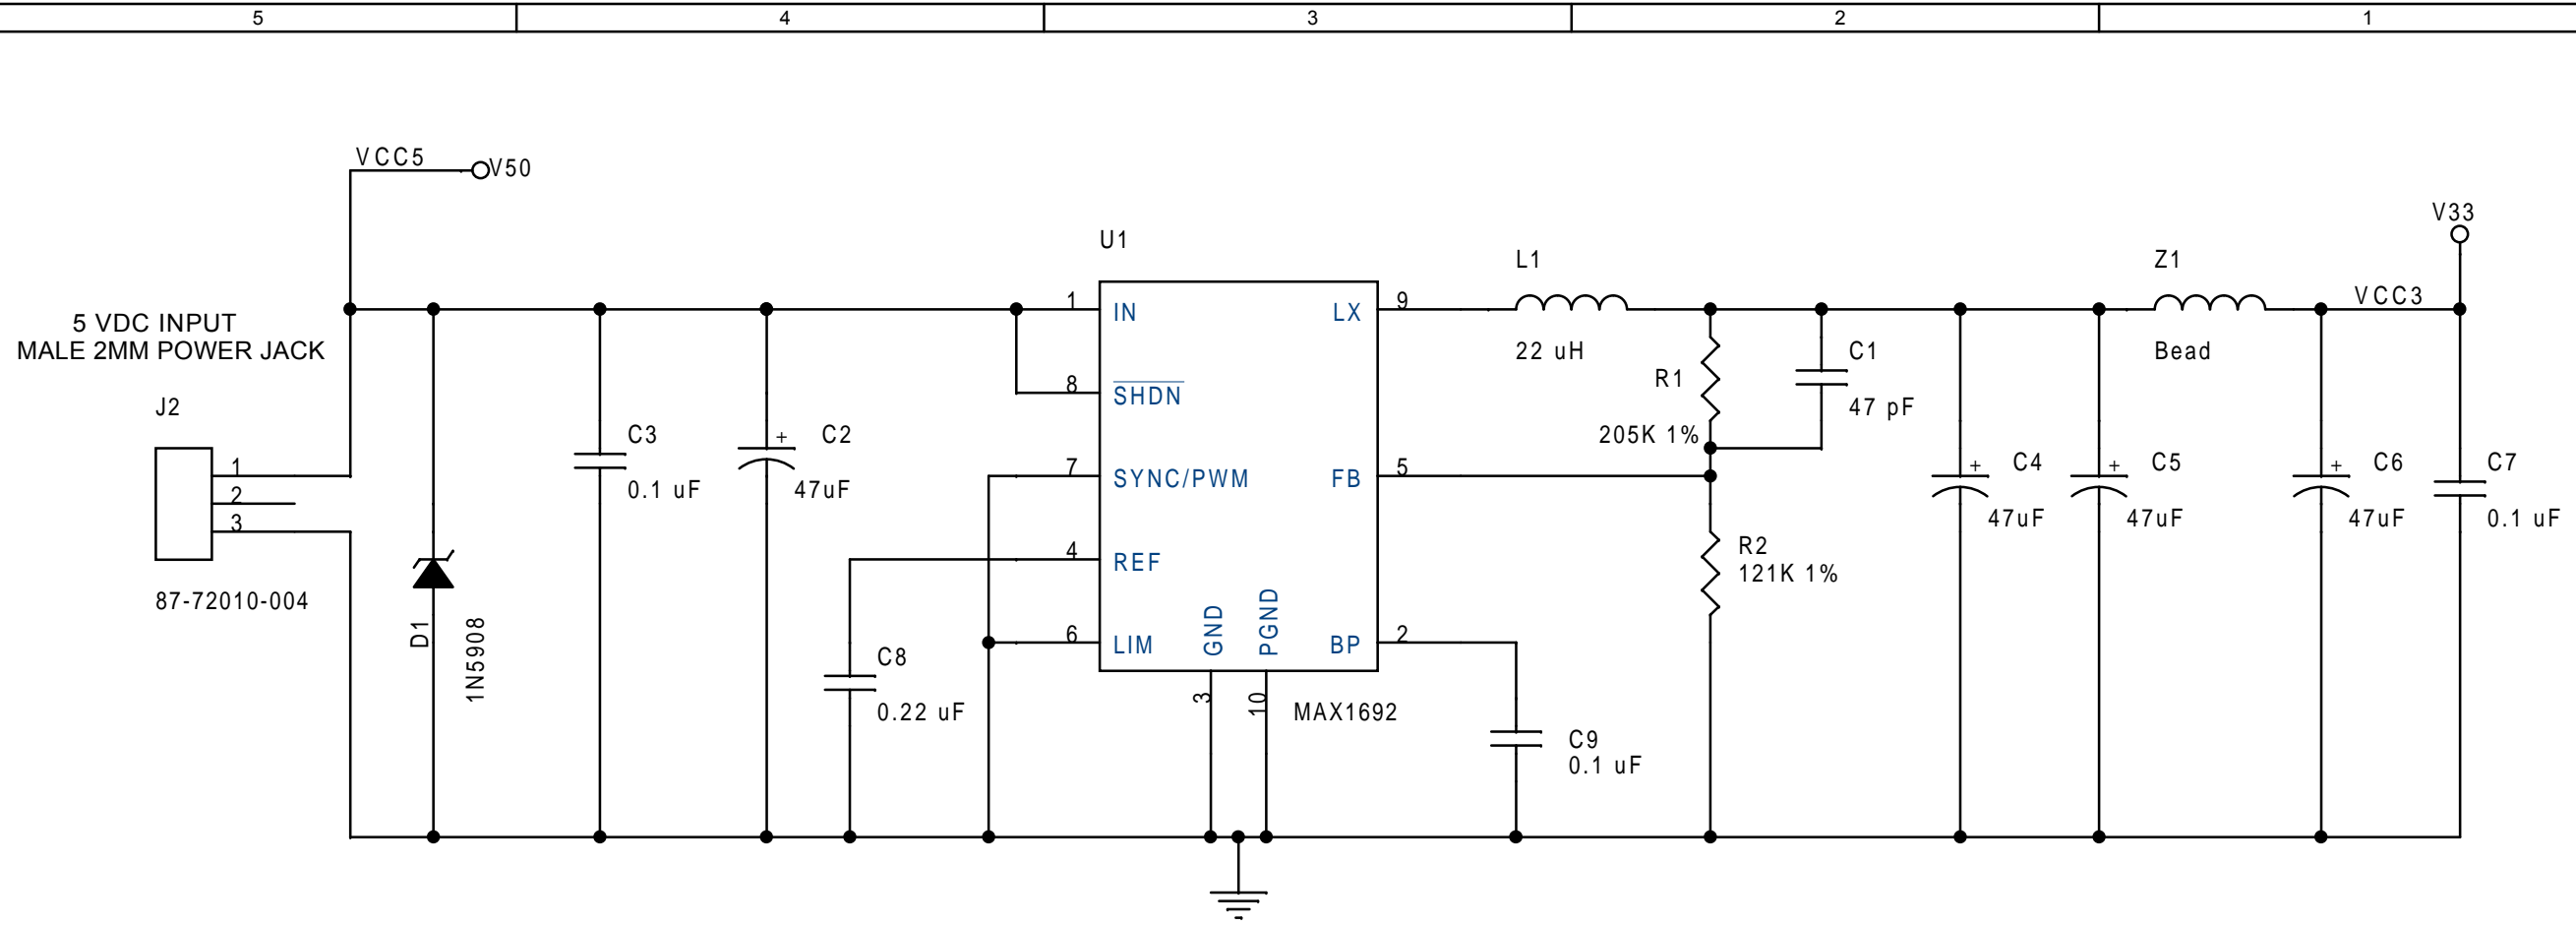 5 4 3 2 1
VCC5
V50
V33
U1
L1
Z1
VCC3
5 VDC INPUT
MALE 2MM POWER JACK
1 IN
LX 9
22 uH
C1
Bead
R1
8 SHDN
J2
47 pF
C3
+ C2
205K 1%
1
7 SYNC/PWM
FB 5
+ C4
+ C5
+ C6
C7
2
0.1 uF
47uF
47uF
47uF
47uF
0.1 uF
3
4 REF
R2
121K 1%
87-72010-004
D1
1N5908
6 LIM
GND
PGND
BP 2
C8
0.22 uF
3
10
MAX1692
C9
0.1 uF